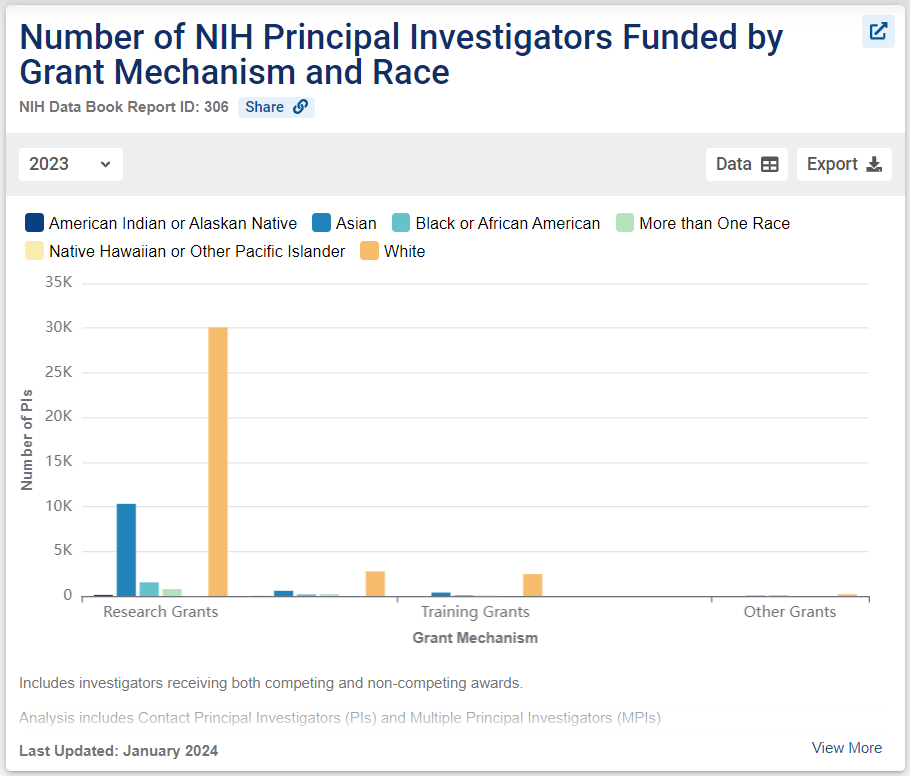 Number of NIH Principal Investigators Funded by
Grant Mechanism and Race
NIH Data Book Report ID: 306 Share
2023 Data Export
American Indian or Alaskan Native Asian Black or African American More than One Race
Native Hawaiian or Other Pacific Islander White
35K
30K
25K
20K
15K
10K
5K
0
Number of PIs
Research Grants Training Grants Other Grants
Grant Mechanism
Includes investigators receiving both competing and non-competing awards.
Analysis includes Contact Principal Investigators (PIs) and Multiple Principal Investigators (MPIs)
Last Updated: January 2024 View More